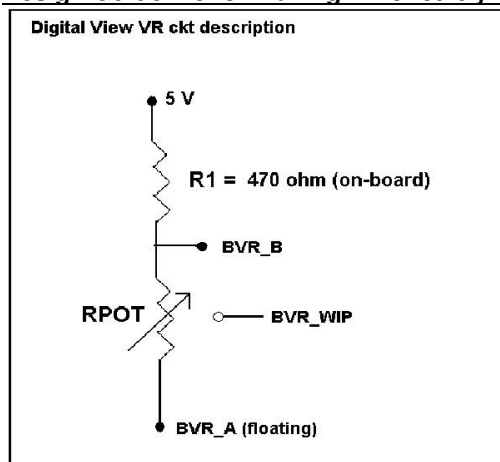 Digital View VR ckt description
5 V
R1 = 470 ohm (on-board)
BVR_B
RPOT
BVR_WIP
BVR_A (floating)